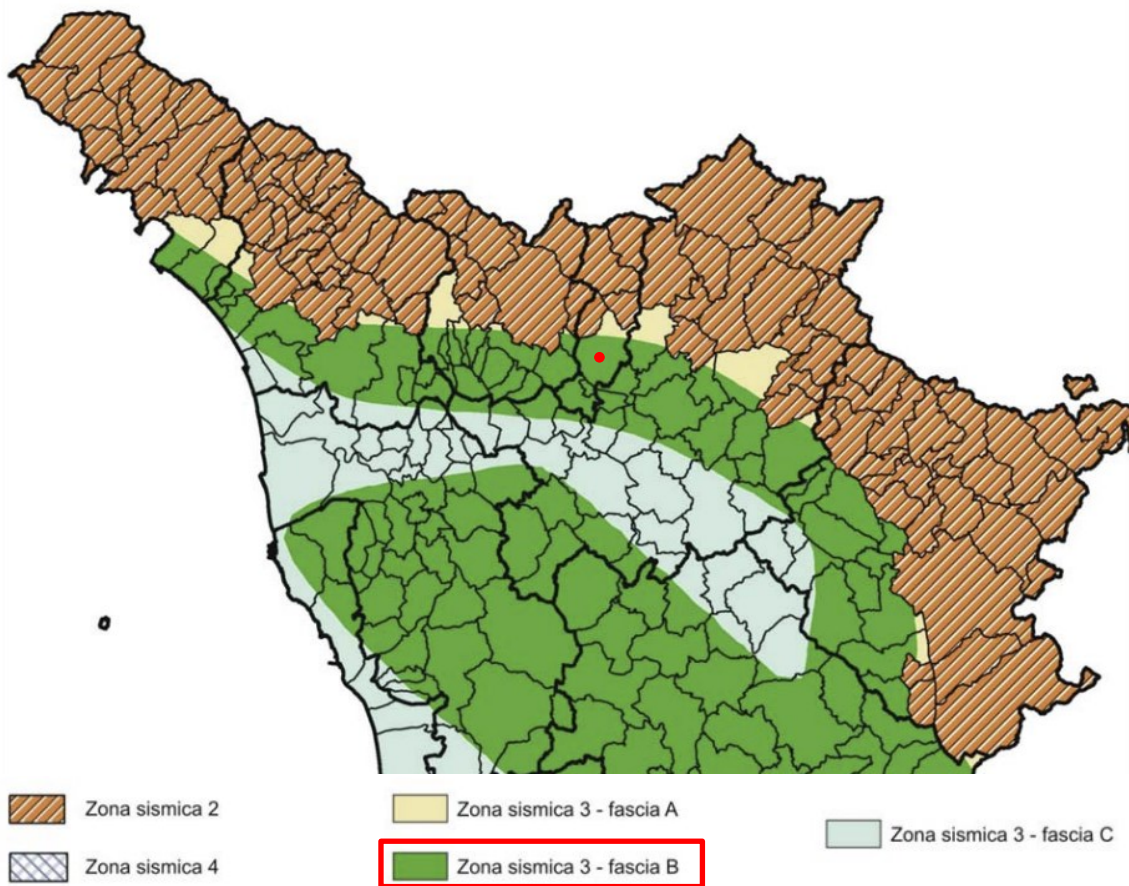 Zona sismica 2
Zona sismica 3 - fascia A
Zona sismica 3 - fascia C
Zona sismica 4
Zona sismica 3 - fascia B